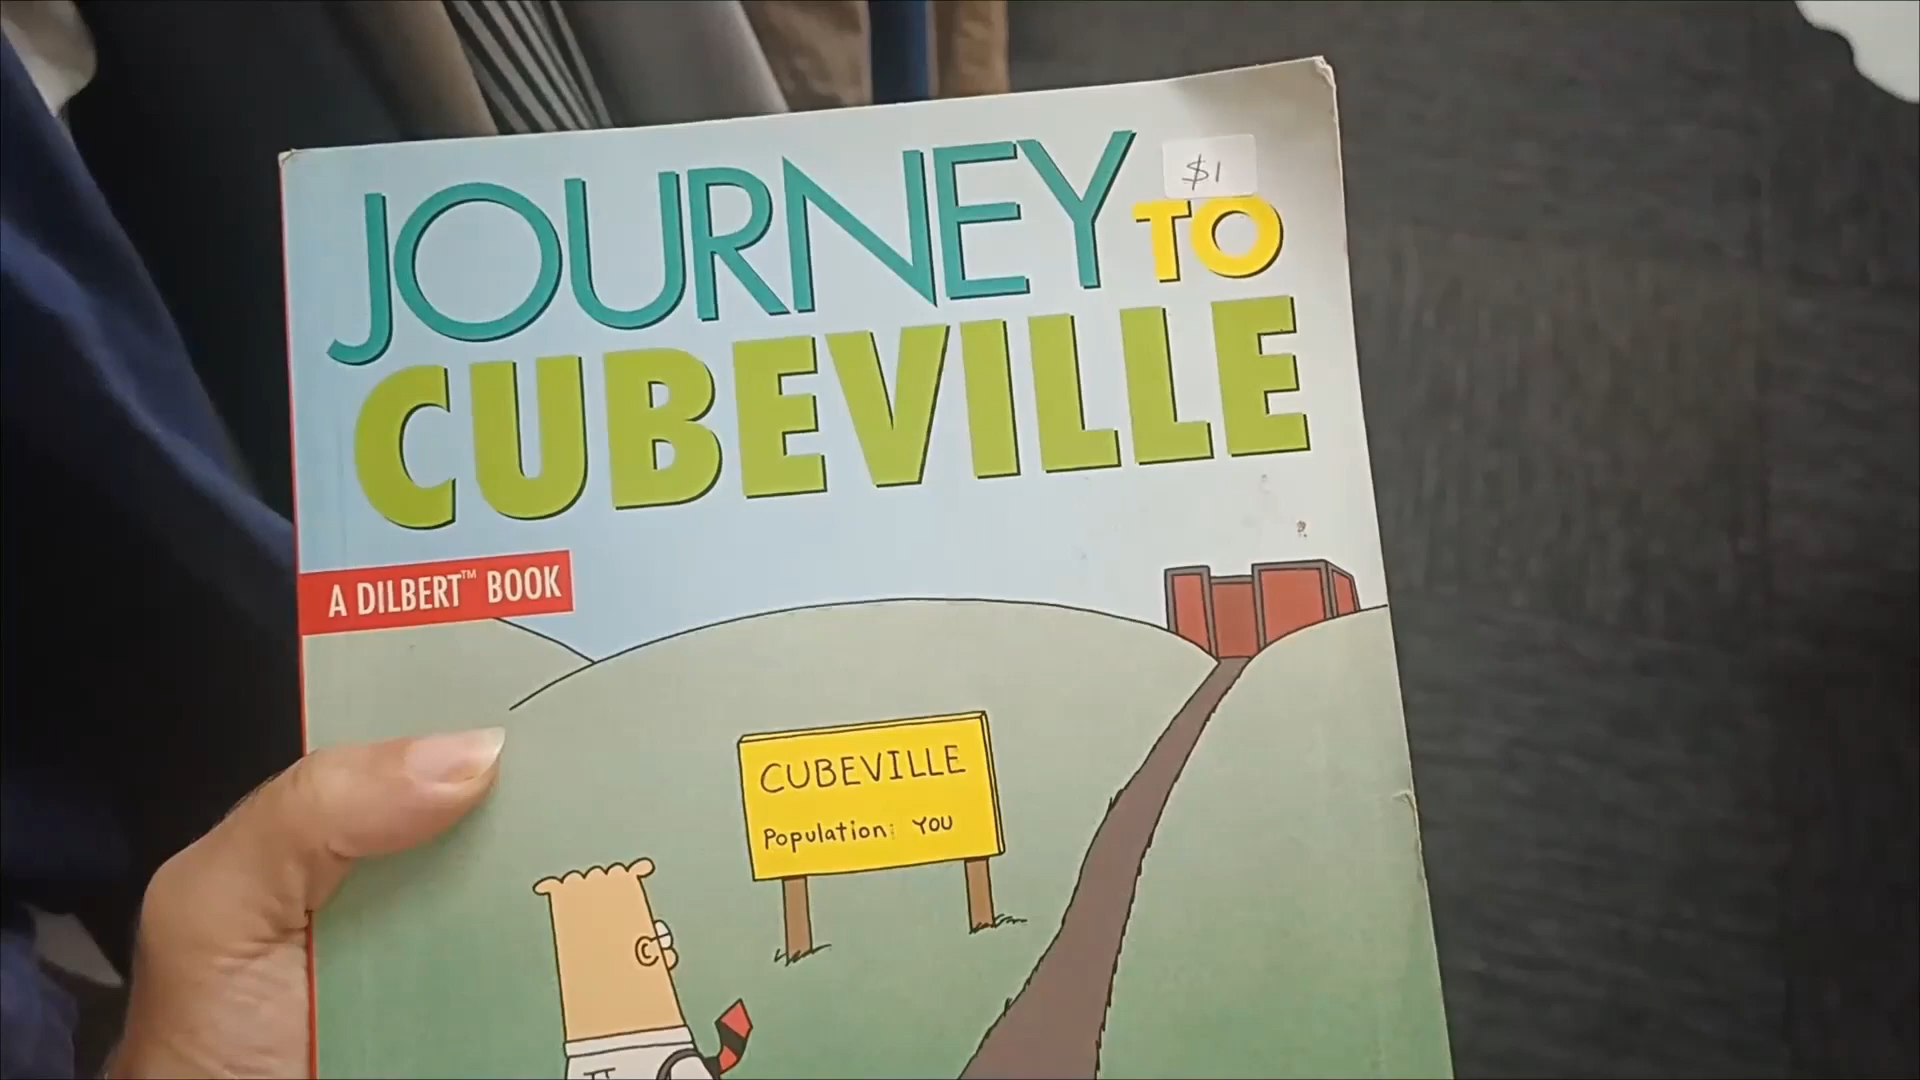 JOURNEY TO
$1
CUBEVILLE
A DILBERT™ BOOK
CUBEVILLE
Population: YOU